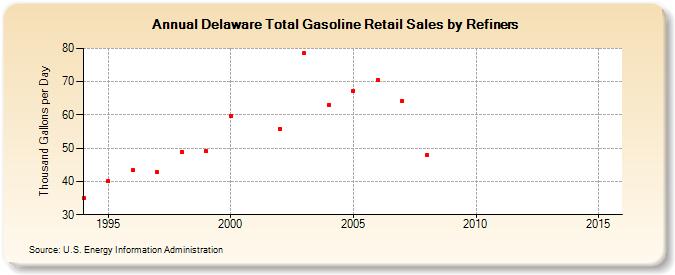 Annual Delaware Total Gasoline Retail Sales by Refiners
Thousand Gallons per Day
80
70
60
50
40
30
1995 2000 2005 2010 2015
Source: U.S. Energy Information Administration